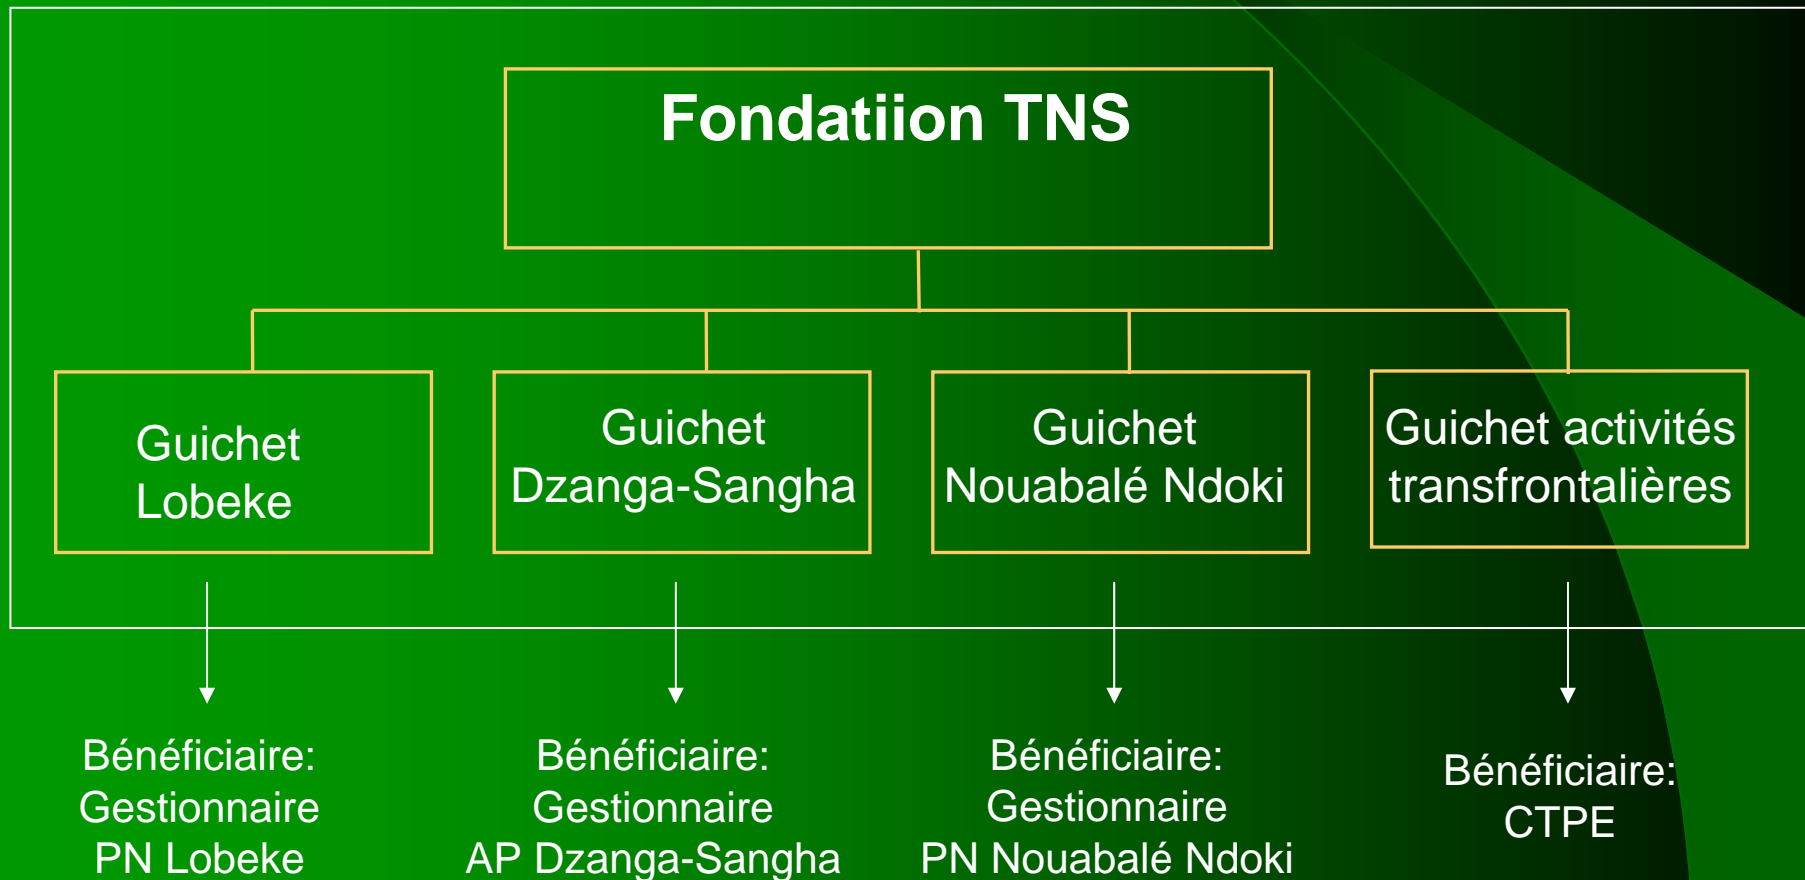 Fondatiion TNS
Guichet
Lobeke
Guichet
Dzanga-Sangha
Guichet
Nouabalé Ndoki
Guichet activités
transfrontalières
Bénéficiaire:
Gestionnaire
PN Lobeke
Bénéficiaire:
Gestionnaire
AP Dzanga-Sangha
Bénéficiaire:
Gestionnaire
PN Nouabalé Ndoki
Bénéficiaire:
CTPE